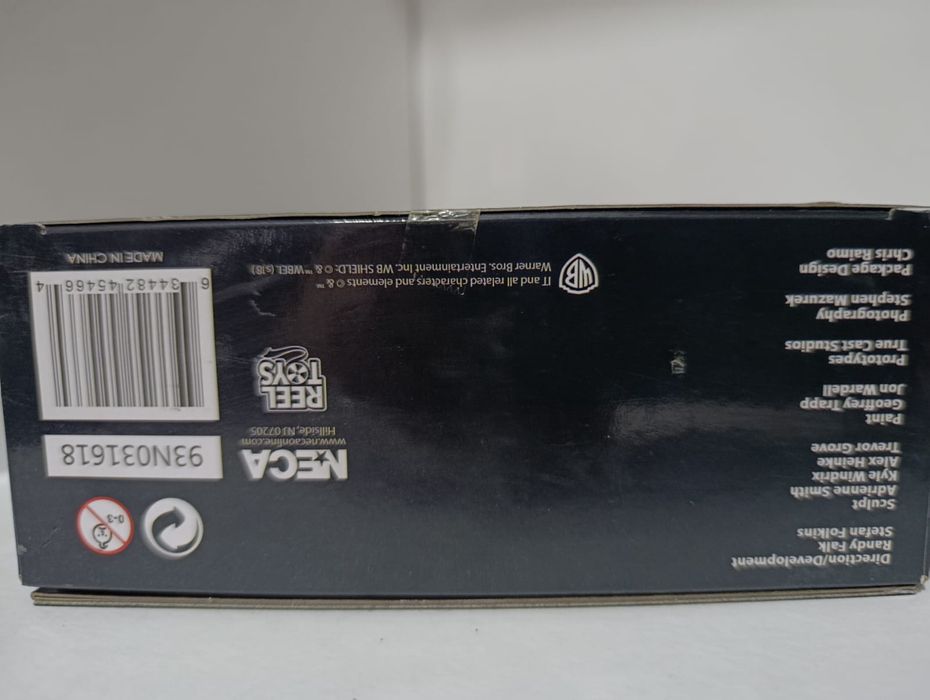 Direction/Development
Randy Falk
Stefan Folkins
Sculpt
Adrienne Smith
Kyle Windrix
Alex Heinke
Trevor Grove
Paint
Geoffrey Trapp
Jon Wardell
Prototypes
True Cast Studios
Photography
Stephen Mazurek
Package Design
Chris Raimo
NECA
www.necaonline.com
Hillside, NJ 07205
REEL
TOYS
WB
IT and all related characters and elements © & ™
Warner Bros. Entertainment Inc. WB SHIELD: © & ™ WBEI. (s18)
0-3
93N031618
6 34482 45466 4
MADE IN CHINA